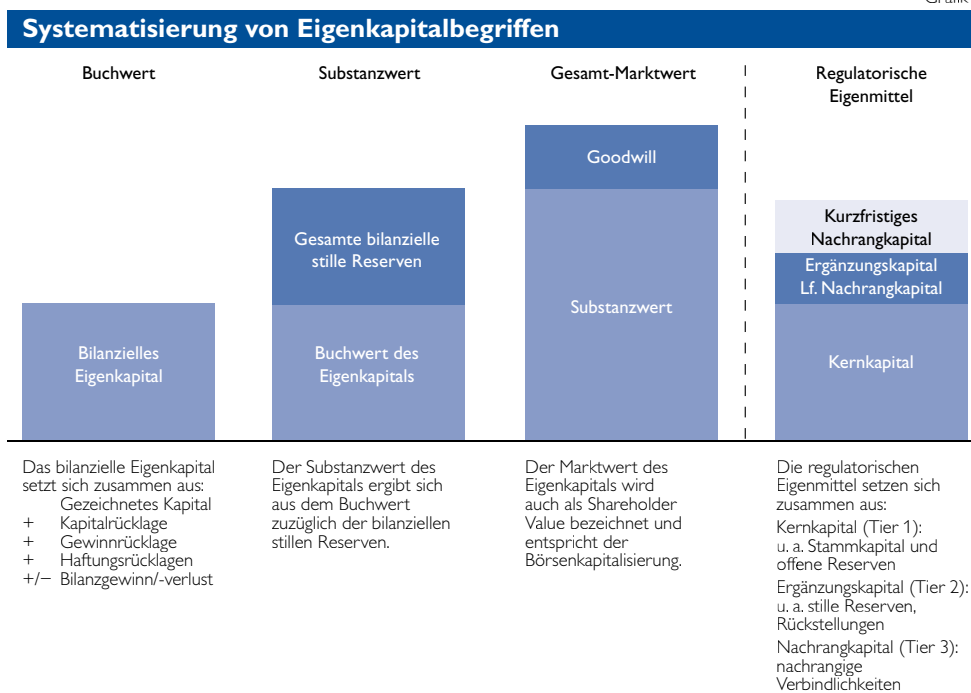 Grafik
Systematisierung von Eigenkapitalbegriffen
Buchwert
Bilanzielles
Eigenkapital
Das bilanzielle Eigenkapital
setzt sich zusammen aus:
Gezeichnetes Kapital
+ Kapitalrücklage
+ Gewinnrücklage
+ Haftungsrücklagen
+/− Bilanzgewinn/-verlust
Substanzwert
Gesamte bilanzielle
stille Reserven
Buchwert des
Eigenkapitals
Der Substanzwert des
Eigenkapitals ergibt sich
aus dem Buchwert
zuzüglich der bilanziellen
stillen Reserven.
Gesamt-Marktwert
Goodwill
Substanzwert
Der Marktwert des
Eigenkapitals wird
auch als Shareholder
Value bezeichnet und
entspricht der
Börsenkapitalisierung.
Regulatorische
Eigenmittel
Kurzfristiges
Nachrangkapital
Ergänzungskapital
Lf. Nachrangkapital
Kernkapital
Die regulatorischen
Eigenmittel setzen sich
zusammen aus:
Kernkapital (Tier 1):
u. a. Stammkapital und
offene Reserven
Ergänzungskapital (Tier 2):
u. a. stille Reserven,
Rückstellungen
Nachrangkapital (Tier 3):
nachrangige
Verbindlichkeiten